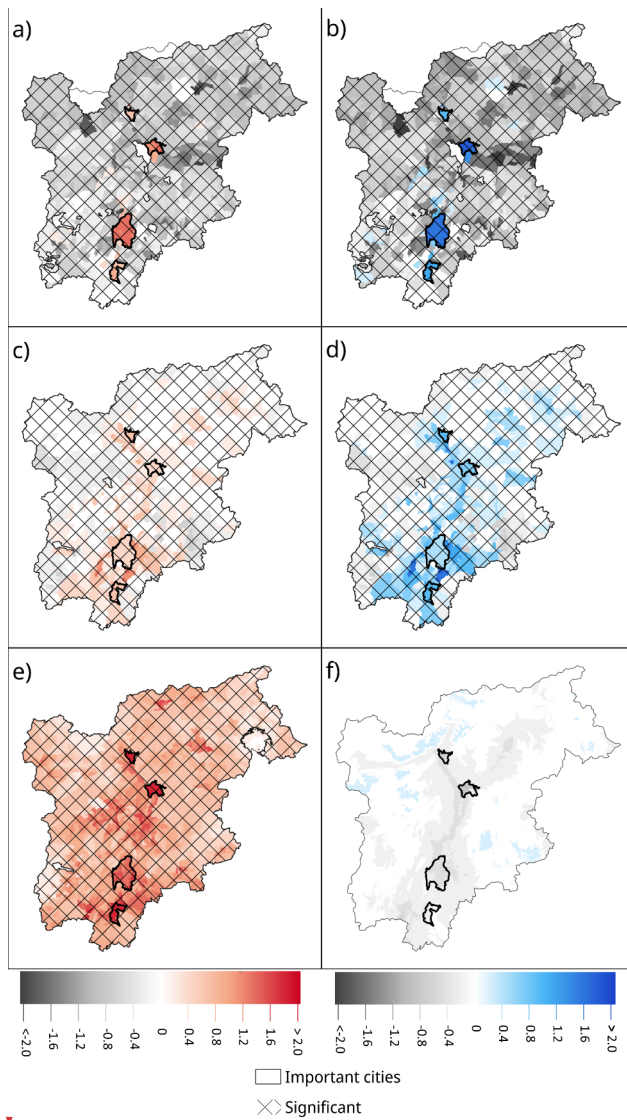 a) b)
c) d)
e) f)
<-2.0 -1.6 -1.2 -0.8 -0.4 0 0.4 0.8 1.2 1.6 > 2.0 <-2.0 -1.6 -1.2 -0.8 -0.4 0 0.4 0.8 1.2 1.6 > 2.0
Important cities
Significant